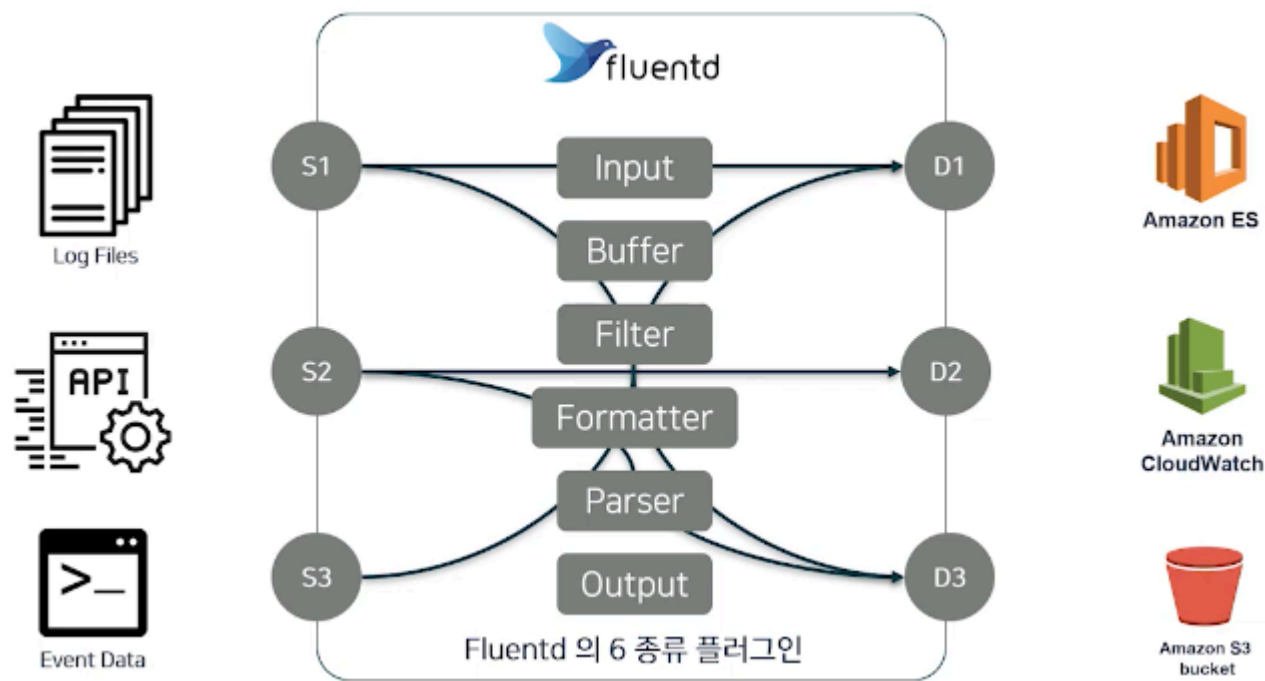 fluentd
Log Files
API
>_
Event Data
S1
S2
S3
Input
Buffer
Filter
Formatter
Parser
Output
Fluentd 의 6 종류 플러그인
D1
D2
D3
Amazon ES
Amazon
CloudWatch
Amazon S3
bucket